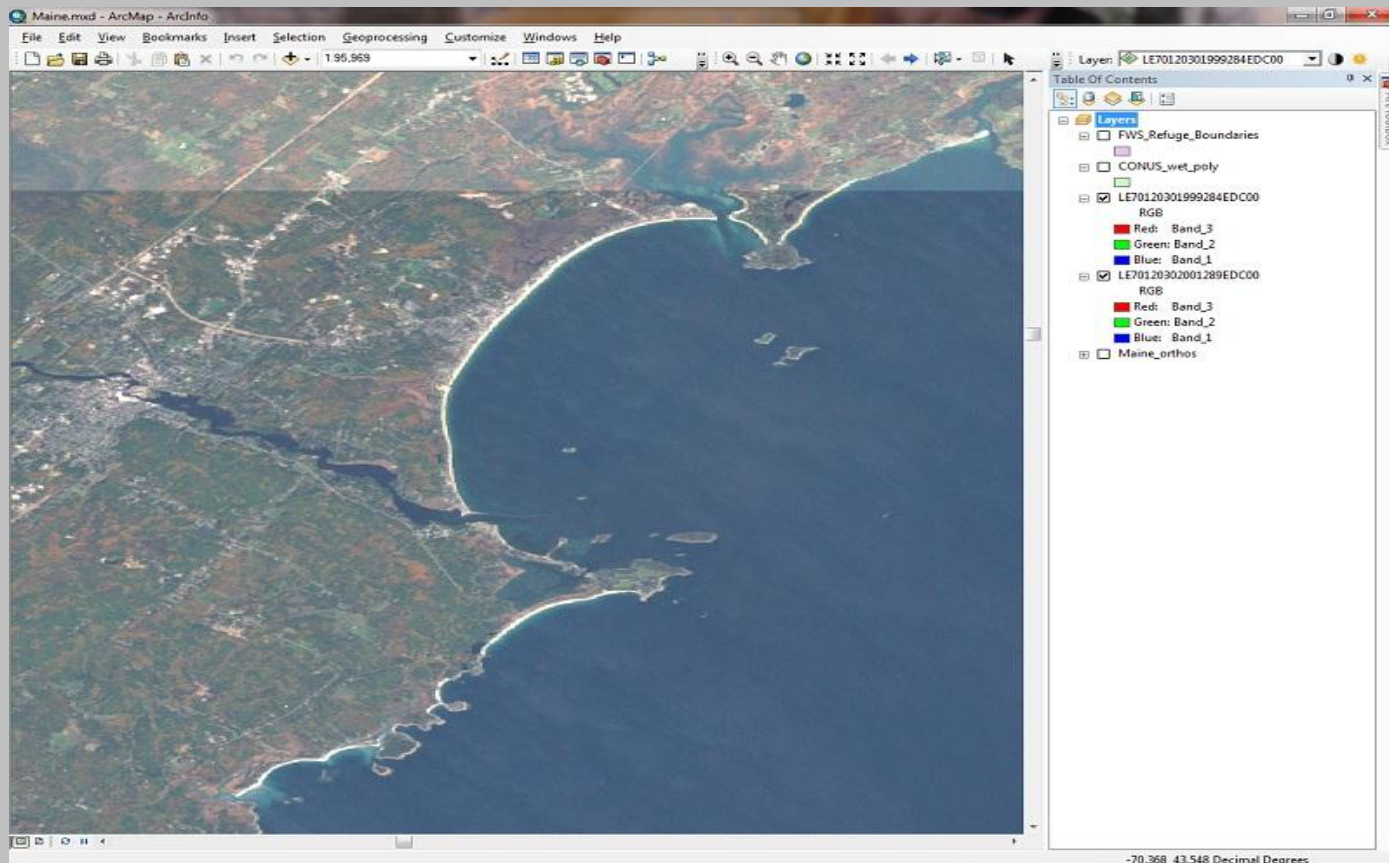 Maine.mxd - ArcMap - ArcInfo
File Edit View Bookmarks Insert Selection Geoprocessing Customize Windows Help
1:95,969
Layer: LE70120301999284EDC00
Table Of Contents
Layers
FWS_Refuge_Boundaries
CONUS_wet_poly
LE70120301999284EDC00
RGB
Red: Band_3
Green: Band_2
Blue: Band_1
LE70120302001289EDC00
RGB
Red: Band_3
Green: Band_2
Blue: Band_1
Maine_orthos
-70.368 43.548 Decimal Degrees